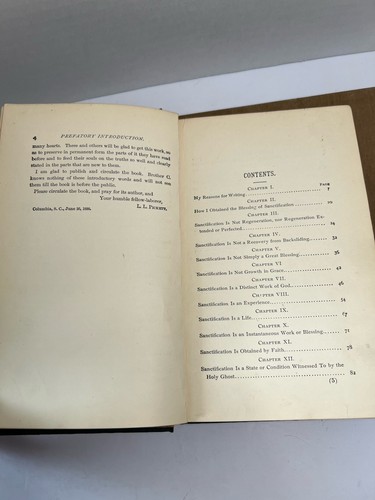 4 PREFATORY INTRODUCTION.
many hearts. These and others will be glad to get this work, so
as to preserve in permanent form the parts of it they have read
before and to feed their souls on the truths so well and clearly
stated in the parts that are new to them.
I am glad to publish and circulate the book. Brother G.
knows nothing of these introductory words and will not see
them till the book is before the public.
Please circulate the book, and pray for its author, and
Your humble fellow-laborer,
L. L. Pickett.
Columbia, S. C., June
CONTENTS.
Chapter I. Page
My Reasons for Writing 7
Chapter II.
How I Obtained the Blessing of Sanctification
Chapter III.
Sanctification Is Not Regeneration, nor Regeneration Ex-
tended or Perfected 24
Chapter IV.
Sanctification Is Not a Recovery from Backsliding 30
Chapter V.
Sanctification Is Not Simply a Great Blessing 36
Chapter VI
Sanctification Is Not Growth in Grace 42
Chapter VII.
Sanctification Is a Distinct Work of God 46
Chapter VIII.
Sanctification Is an Experience 54
Chapter IX.
Sanctification Is a Life 67
Chapter X.
Sanctification Is an Instantaneous Work or Blessing 71
Chapter XI.
Sanctification Is Obtained by Faith 78
Chapter XII
Sanctification Is a State or Condition Witnessed To by the
Holy Ghost 82
(5)